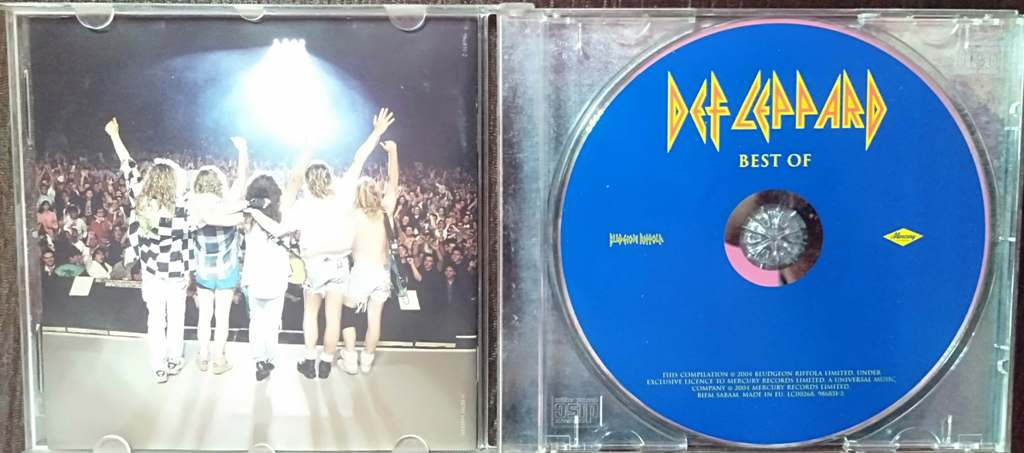 DEF LEPPARD
BEST OF
BLUDGEON RIFFOLA
Mercury
THIS COMPILATION ℗ 2004 BLUDGEON RIFFOLA LIMITED. UNDER
EXCLUSIVE LICENCE TO MERCURY RECORDS LIMITED. A UNIVERSAL MUSIC
COMPANY © 2004 MERCURY RECORDS LIMITED.
BIEM/SABAM. MADE IN EU. LC00268.